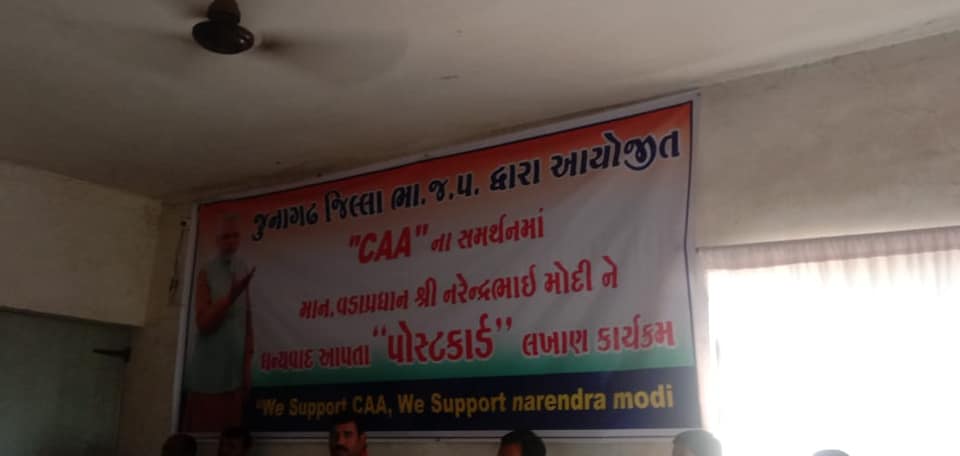 જુનાગઢ જિલ્લા ભા.જ.પ. દ્વારા આયોજીત
"CAA" ના સમર્થનમાં
માન.વડાપ્રધાન શ્રી નરેન્દ્રભાઈ મોદી ને
ધન્યવાદ આપતા "પોસ્ટકાર્ડ" લખાણ કાર્યક્રમ
"We Support CAA, We Support narendra modi